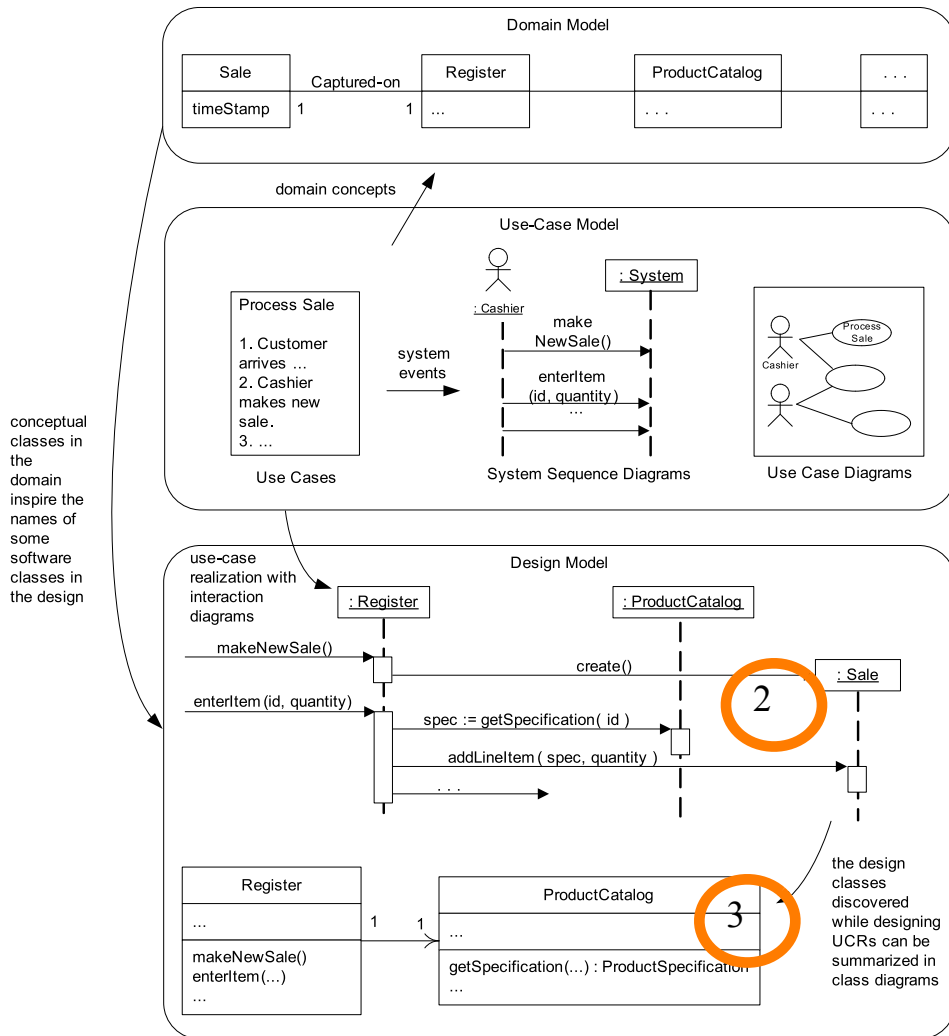 Domain Model
Sale
Captured-on
Register
ProductCatalog
. . .
timeStamp
1
1
...
. . .
. . .
domain concepts
Use-Case Model
Process Sale
1. Customer
arrives ...
2. Cashier
makes new
sale.
3. ...
Use Cases
system
events
: Cashier
: System
make
NewSale()
enterItem
(id, quantity)
...
System Sequence Diagrams
Process
Sale
Cashier
Use Case Diagrams
conceptual
classes in
the
domain
inspire the
names of
some
software
classes in
the design
Design Model
use-case
realization with
interaction
diagrams
: Register
: ProductCatalog
makeNewSale()
create()
2
: Sale
enterItem (id, quantity)
spec := getSpecification( id )
addLineItem ( spec, quantity )
. . .
the design
classes
discovered
while designing
UCRs can be
summarized in
class diagrams
Register
...
makeNewSale()
enterItem(...)
...
1
1
ProductCatalog
3
...
getSpecification(...) : ProductSpecification
...